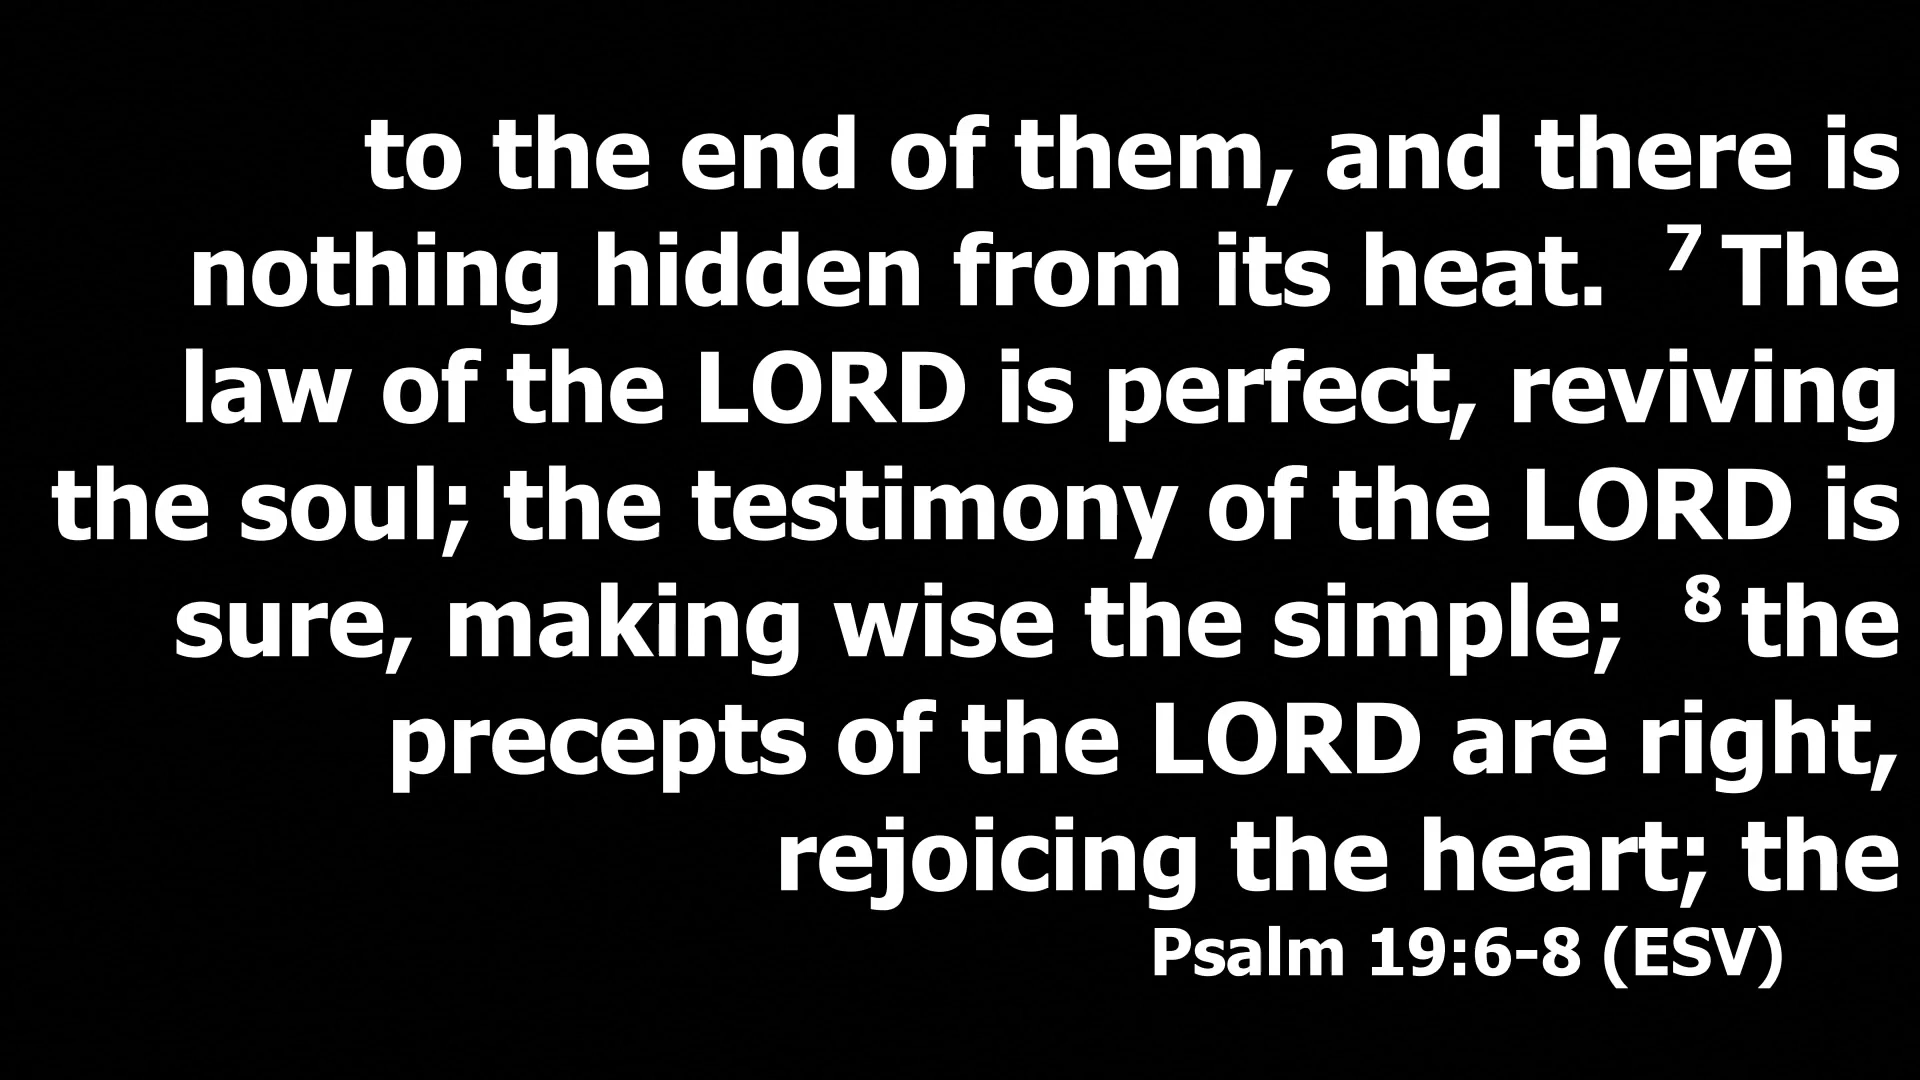 to the end of them, and there is
nothing hidden from its heat. 7 The
law of the LORD is perfect, reviving
the soul; the testimony of the LORD is
sure, making wise the simple; 8 the
precepts of the LORD are right,
rejoicing the heart; the
Psalm 19:6-8 (ESV)